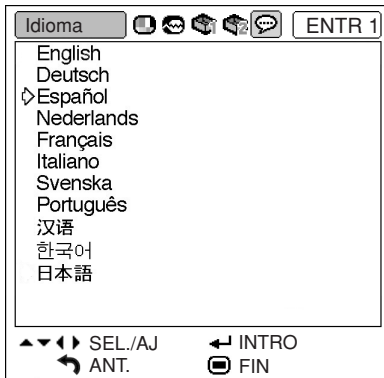 Idioma ENTR 1
English
Deutsch
Español
Nederlands
Français
Italiano
Svenska
Português
汉语
한국어
日本語
SEL./AJ INTRO
ANT. FIN